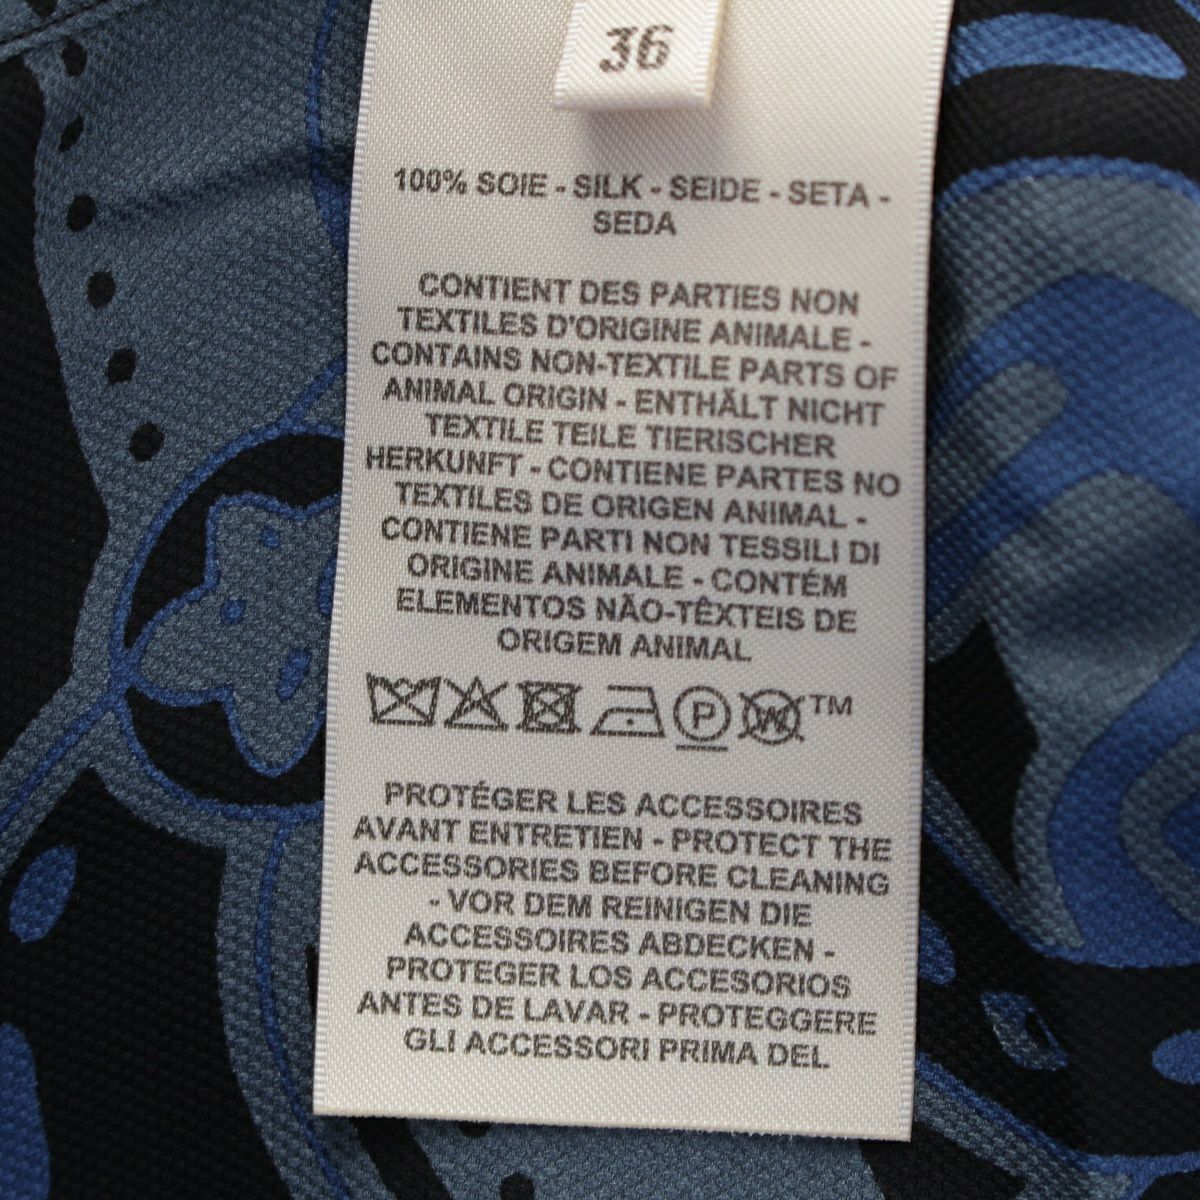 36
100% SOIE - SILK - SEIDE - SETA -
SEDA
CONTIENT DES PARTIES NON
TEXTILES D'ORIGINE ANIMALE -
CONTAINS NON-TEXTILE PARTS OF
ANIMAL ORIGIN - ENTHÄLT NICHT
TEXTILE TEILE TIERISCHER
HERKUNFT - CONTIENE PARTES NO
TEXTILES DE ORIGEN ANIMAL -
CONTIENE PARTI NON TESSILI DI
ORIGINE ANIMALE - CONTÉM
ELEMENTOS NÃO-TÊXTEIS DE
ORIGEM ANIMAL
P W ™
PROTÉGER LES ACCESSOIRES
AVANT ENTRETIEN - PROTECT THE
ACCESSORIES BEFORE CLEANING
- VOR DEM REINIGEN DIE
ACCESSOIRES ABDECKEN -
PROTEGER LOS ACCESORIOS
ANTES DE LAVAR - PROTEGGERE
GLI ACCESSORI PRIMA DEL